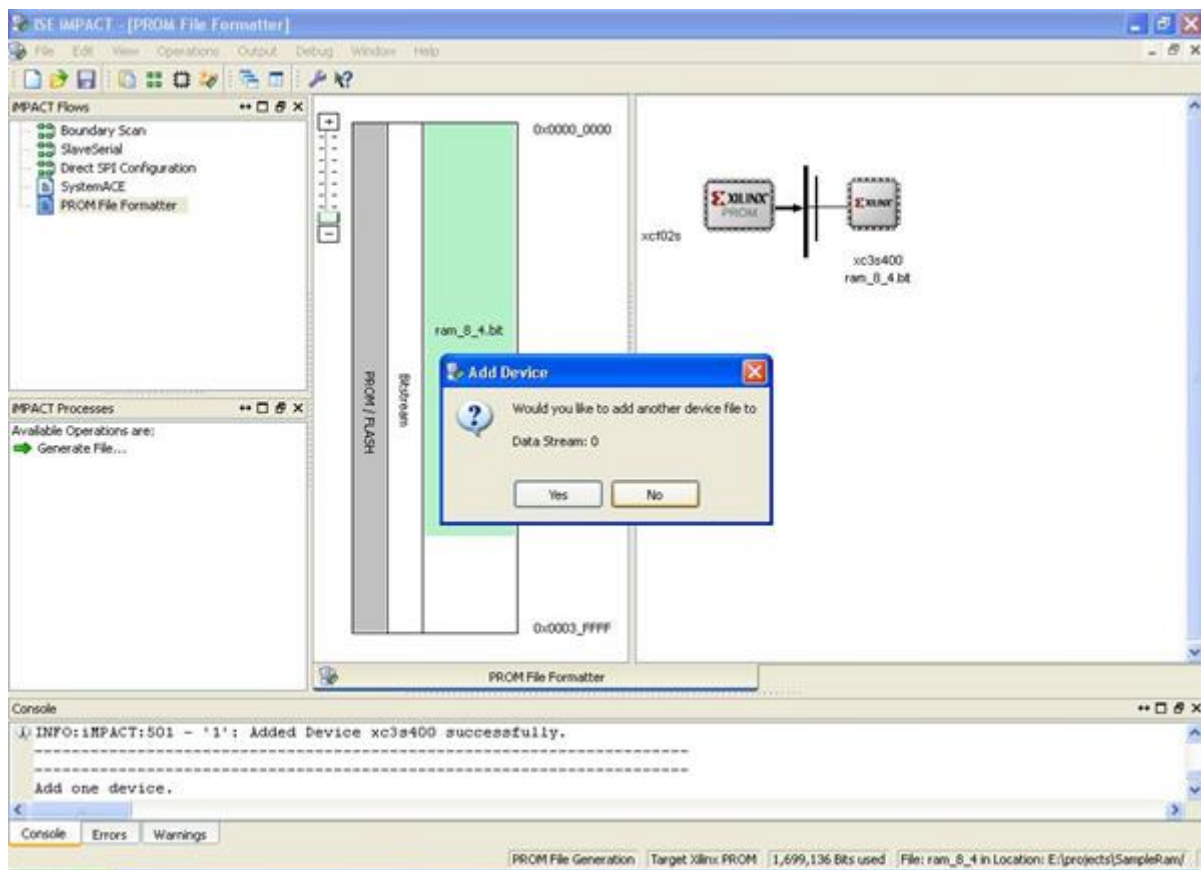 ISE iMPACT - [PROM File Formatter]
File Edit View Operations Output Debug Window Help
iMPACT Flows
Boundary Scan
SlaveSerial
Direct SPI Configuration
SystemACE
PROM File Formatter
iMPACT Processes
Available Operations are:
Generate File...
PROM / FLASH
Bitstream
ram_8_4.bit
0x0000_0000
0x0003_FFFF
PROM File Formatter
xcf02s
XILINX
PROM
XILINX
xc3s400
ram_8_4.bit
Add Device
Would you like to add another device file to
Data Stream: 0
Yes No
Console
INFO:iMPACT:501 - '1': Added Device xc3s400 successfully.
----------------------------------------------------------------------
----------------------------------------------------------------------
Add one device.
Console Errors Warnings
PROM File Generation Target Xilinx PROM 1,699,136 Bits used File: ram_8_4 in Location: E:/projects\SampleRam/